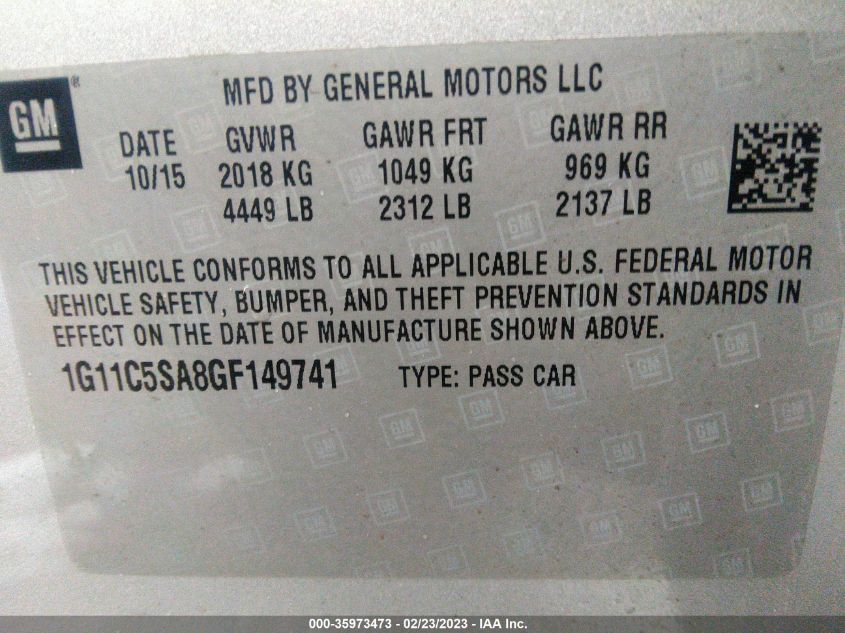 GM®
MFD BY GENERAL MOTORS LLC
DATE GVWR GAWR FRT GAWR RR
10/15 2018 KG 1049 KG 969 KG
4449 LB 2312 LB 2137 LB
THIS VEHICLE CONFORMS TO ALL APPLICABLE U.S. FEDERAL MOTOR
VEHICLE SAFETY, BUMPER, AND THEFT PREVENTION STANDARDS IN
EFFECT ON THE DATE OF MANUFACTURE SHOWN ABOVE.
1G11C5SA8GF149741 TYPE: PASS CAR
000-35973473 - 02/23/2023 - IAA Inc.